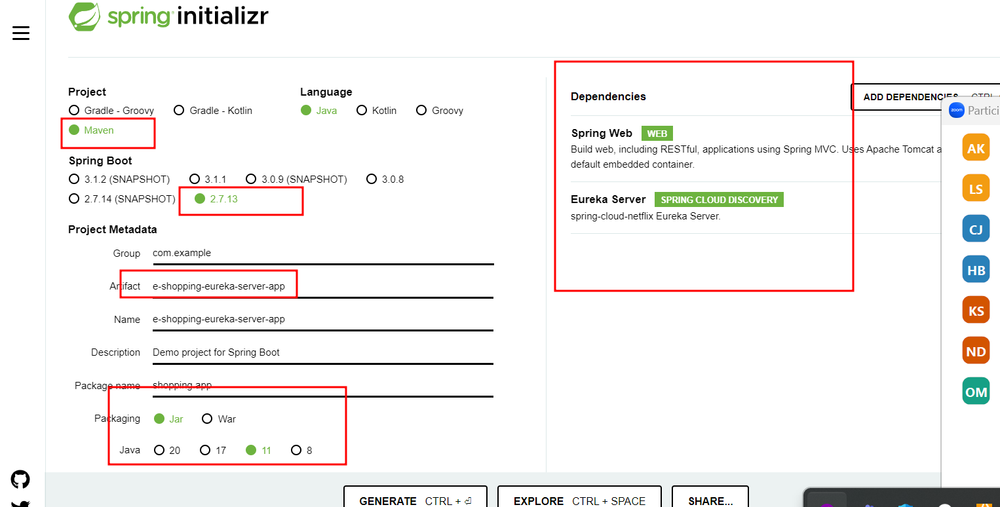 spring initializr
Project
Gradle - Groovy Gradle - Kotlin
Maven
Language
Java Kotlin Groovy
Spring Boot
3.1.2 (SNAPSHOT) 3.1.1 3.0.9 (SNAPSHOT) 3.0.8
2.7.14 (SNAPSHOT) 2.7.13
Project Metadata
Group com.example
Artifact e-shopping-eureka-server-app
Name e-shopping-eureka-server-app
Description Demo project for Spring Boot
Package name shopping.app
Packaging Jar War
Java 20 17 11 8
Dependencies
ADD DEPENDENCIES
Spring Web WEB
Build web, including RESTful, applications using Spring MVC. Uses Apache Tomcat a
default embedded container.
Eureka Server SPRING CLOUD DISCOVERY
spring-cloud-netflix Eureka Server.
zoom Partici
AK
LS
CJ
HB
KS
ND
OM
GENERATE CTRL + ⏎ EXPLORE CTRL + SPACE SHARE...